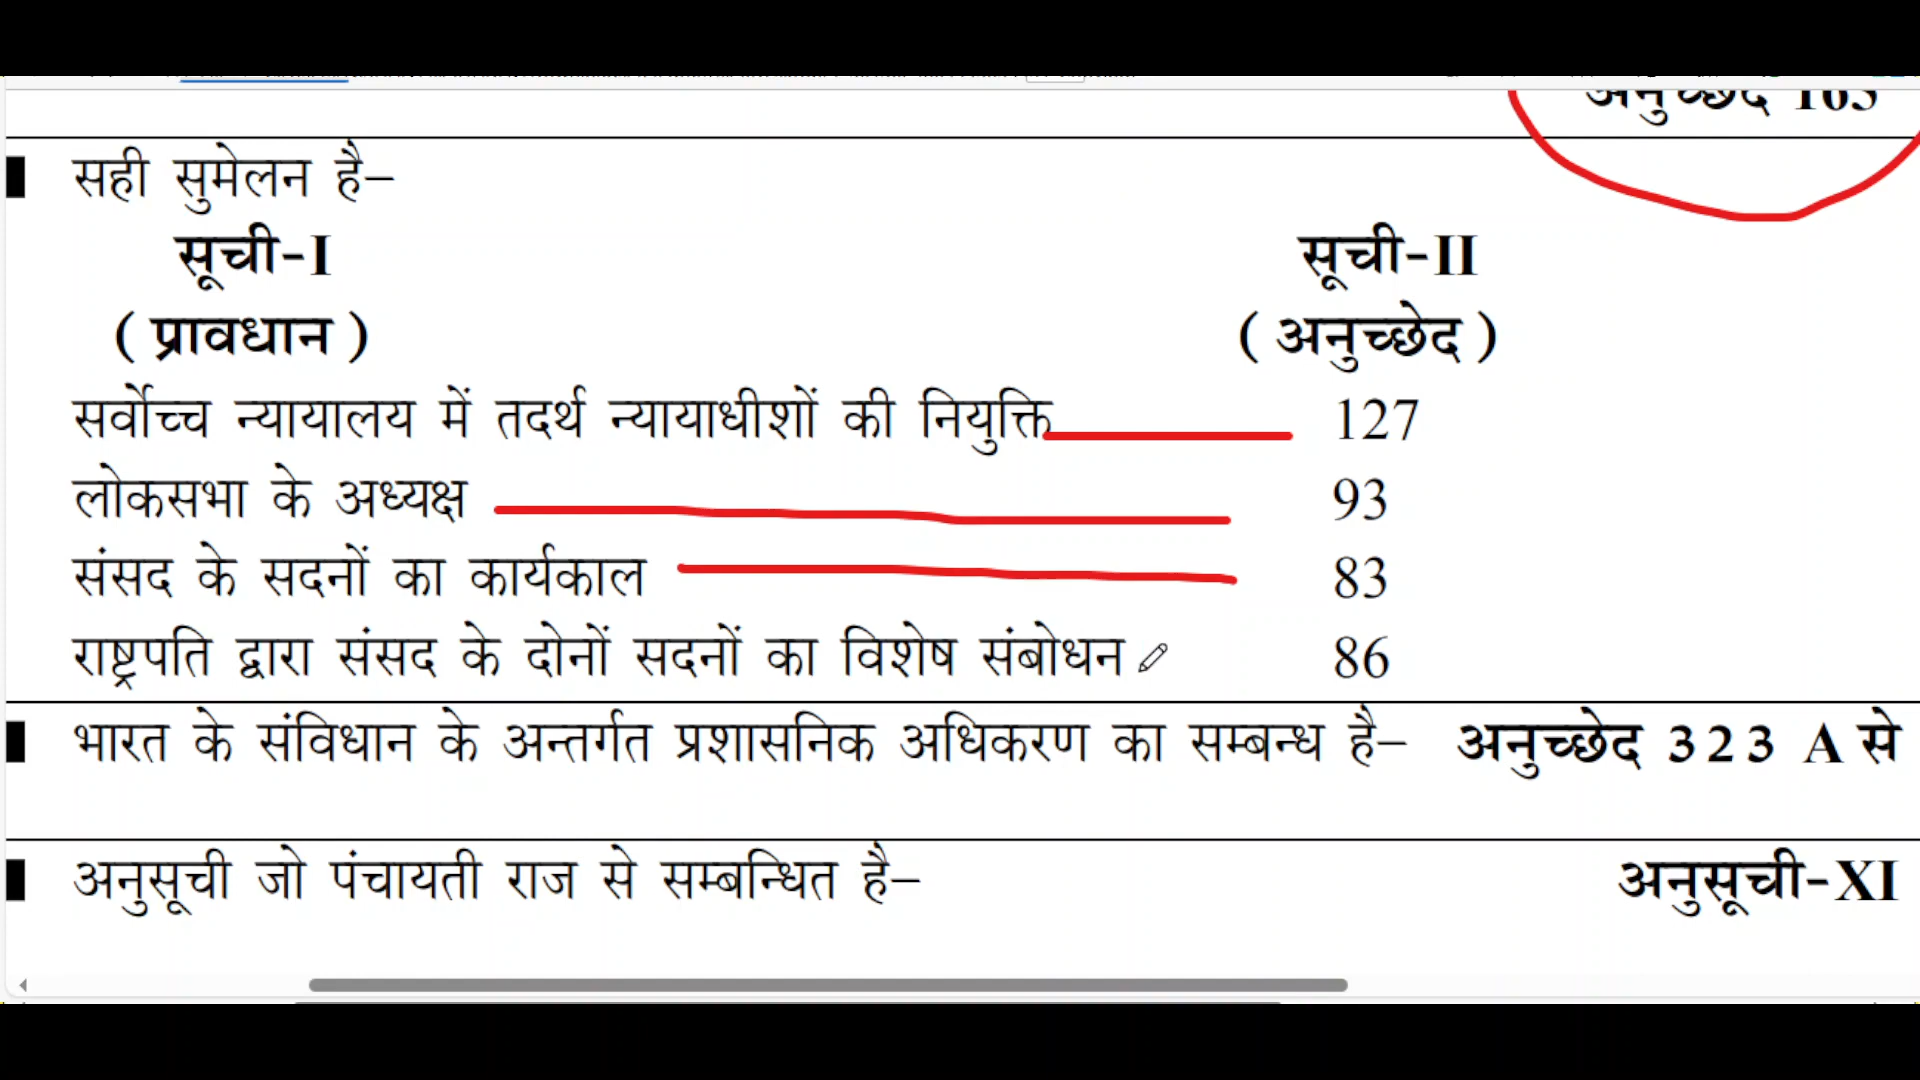 अनुच्छेद 165
सही सुमेलन है–
सूची-I सूची-II
( प्रावधान ) ( अनुच्छेद )
सर्वोच्च न्यायालय में तदर्थ न्यायाधीशों की नियुक्ति 127
लोकसभा के अध्यक्ष 93
संसद के सदनों का कार्यकाल 83
राष्ट्रपति द्वारा संसद के दोनों सदनों का विशेष संबोधन 86
भारत के संविधान के अन्तर्गत प्रशासनिक अधिकरण का सम्बन्ध है– अनुच्छेद 323 A से
अनुसूची जो पंचायती राज से सम्बन्धित है– अनुसूची-XI